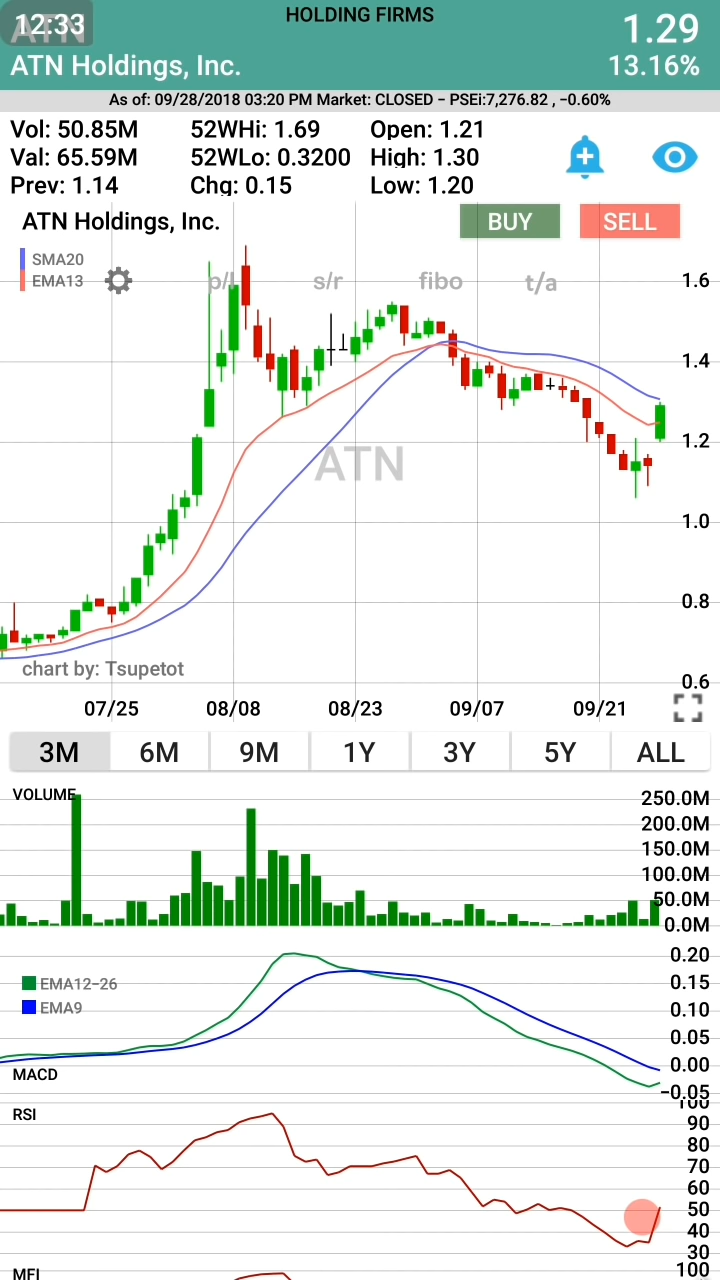 HOLDING FIRMS
12:33
ATN
1.29
ATN Holdings, Inc.
13.16%
As of: 09/28/2018 03:20 PM Market: CLOSED - PSEi:7,276.82 , -0.60%
Vol: 50.85M 52WHi: 1.69 Open: 1.21
Val: 65.59M 52WLo: 0.3200 High: 1.30
Prev: 1.14 Chg: 0.15 Low: 1.20
ATN Holdings, Inc.
BUY SELL
SMA20
EMA13
p/l s/r fibo t/a
1.6
1.4
1.2
ATN
1.0
0.8
0.6
chart by: Tsupetot
07/25 08/08 08/23 09/07 09/21
3M 6M 9M 1Y 3Y 5Y ALL
VOLUME
250.0M
200.0M
150.0M
100.0M
50.0M
0.0M
0.20
0.15
0.10
0.05
0.00
-0.05
EMA12-26
EMA9
MACD
100
RSI
90
80
70
60
50
40
30
100
MFI